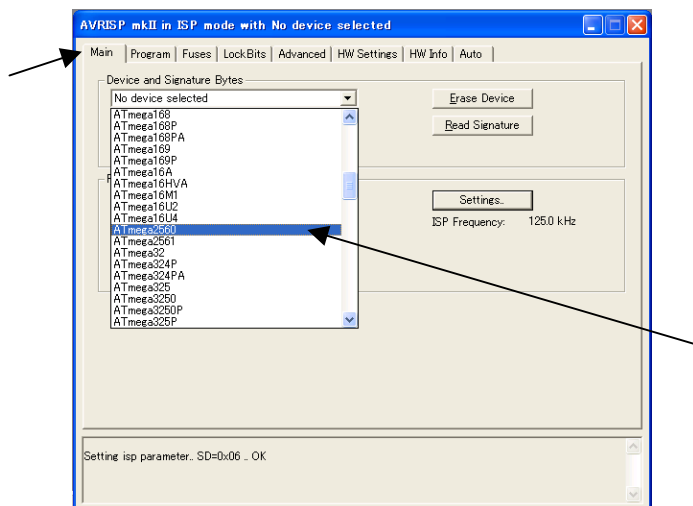 AVRISP mkII in ISP mode with No device selected
Main Program Fuses LockBits Advanced HW Settings HW Info Auto
Device and Signature Bytes
No device selected
Erase Device
Read Signature
ATmega168
ATmega168P
ATmega168PA
ATmega169
ATmega169P
ATmega16A
ATmega16HVA
ATmega16M1
ATmega16U2
ATmega16U4
ATmega2560
ATmega2561
ATmega32
ATmega324P
ATmega324PA
ATmega325
ATmega3250
ATmega3250P
ATmega325P
Settings..
ISP Frequency: 125.0 kHz
Setting isp parameter.. SD=0x06 .. OK